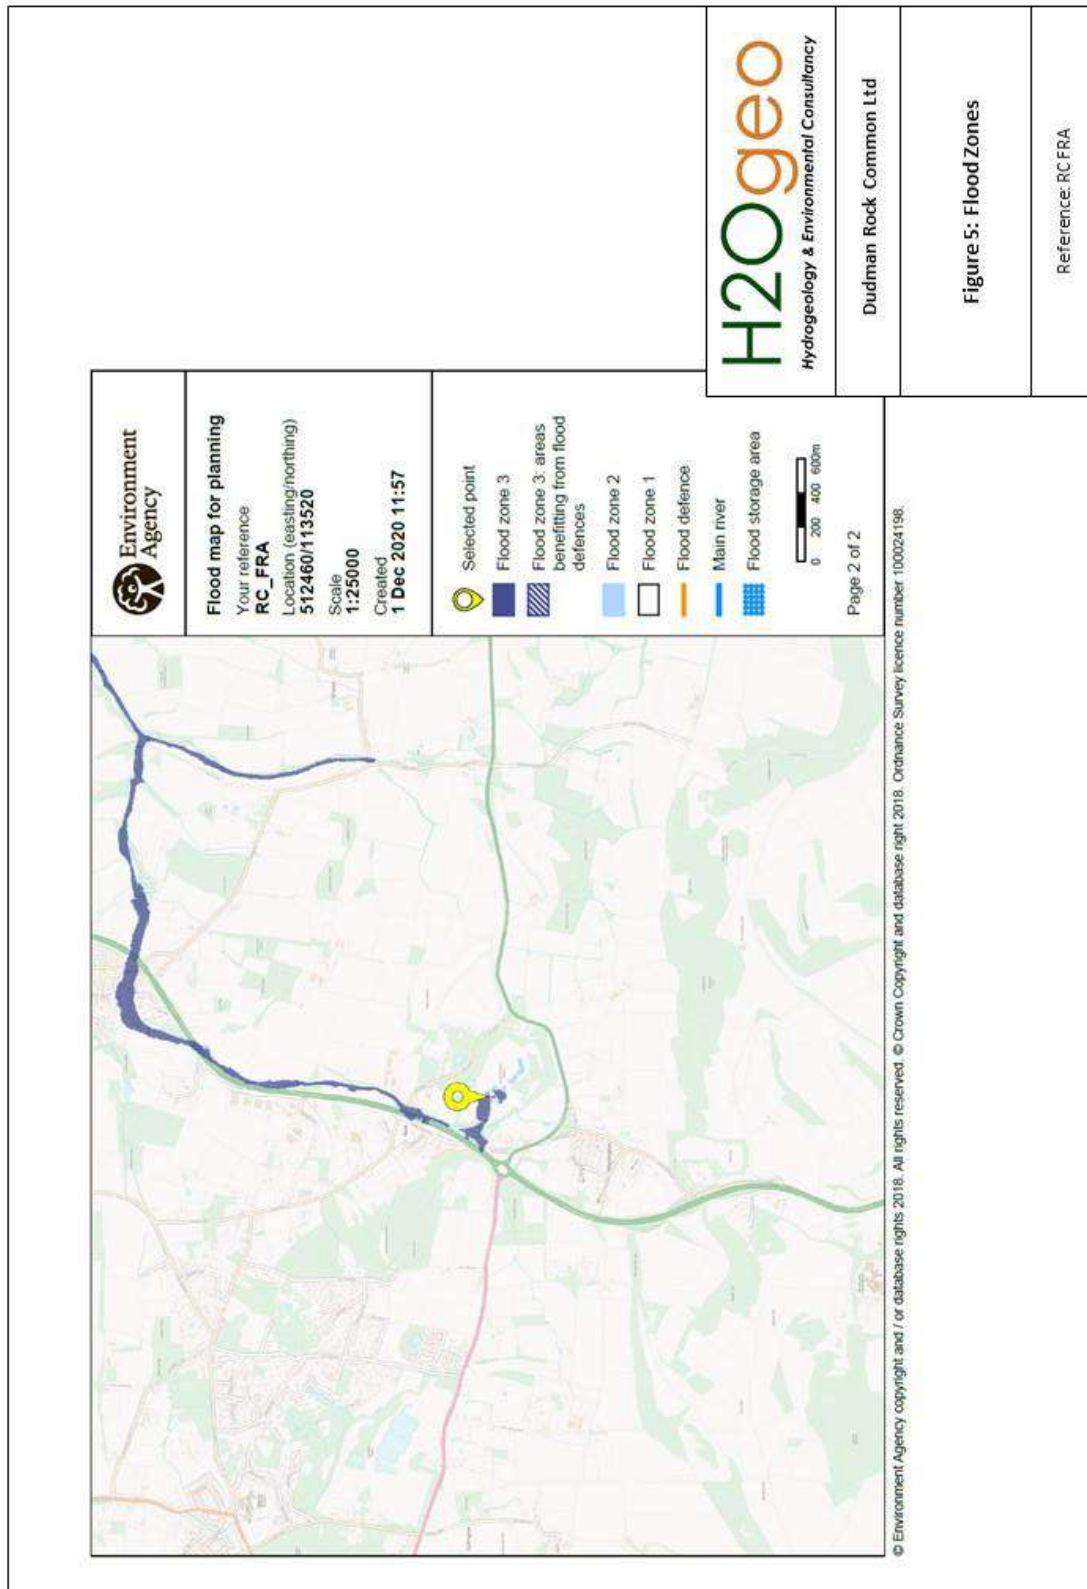 Environment
Agency
Flood map for planning
Your reference
RC_FRA
Location (easting/northing)
512460/113520
Scale
1:25000
Created
1 Dec 2020 11:57
Selected point
Flood zone 3
Flood zone 3: areas
benefitting from flood
defences
Flood zone 2
Flood zone 1
Flood defence
Main river
Flood storage area
0 200 400 600m
Page 2 of 2
© Environment Agency copyright and / or database rights 2018. All rights reserved. © Crown Copyright and database right 2018. Ordnance Survey licence number 100024198.
H2Ogeo
Hydrogeology & Environmental Consultancy
Dudman Rock Common Ltd
Figure 5: Flood Zones
Reference: RC FRA